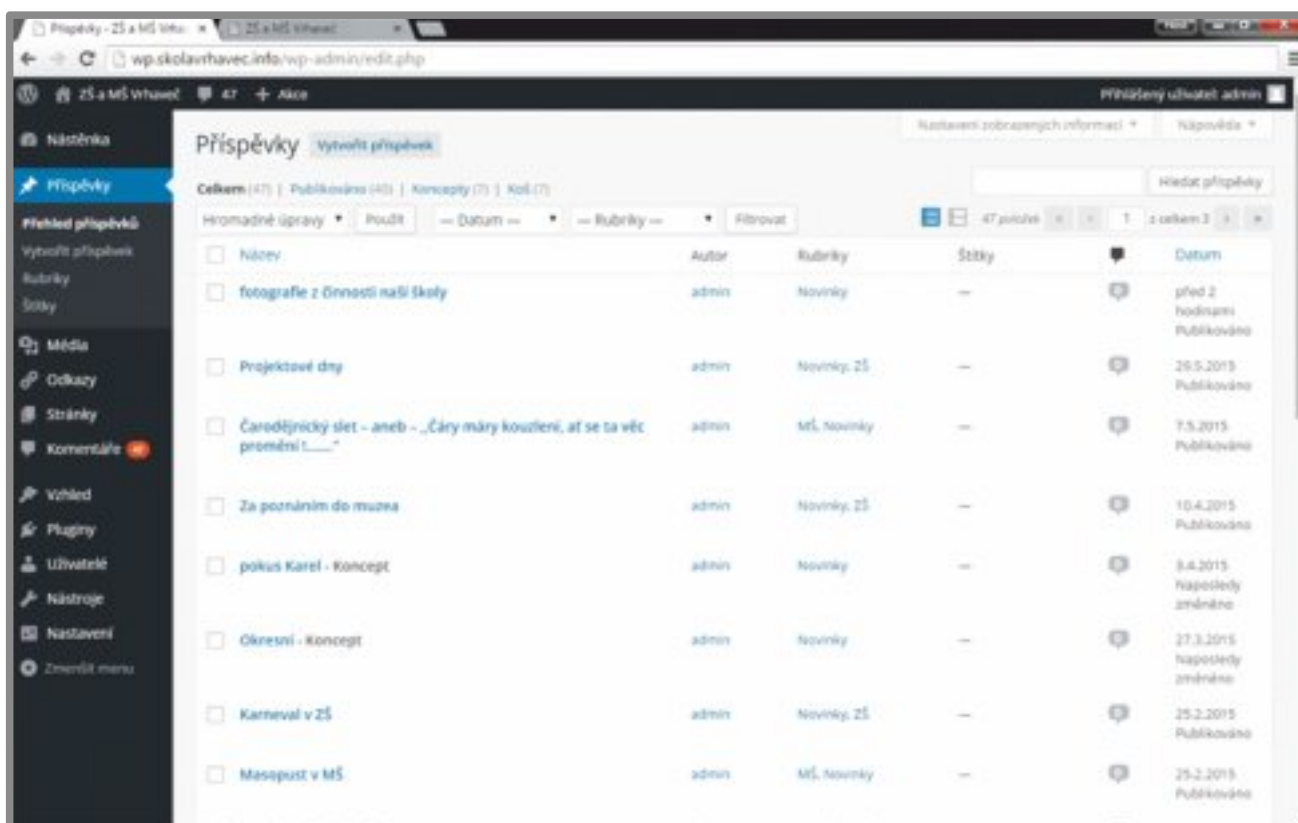 Příspěvky - ZŠ a MŠ Vrha
ZŠ a MŠ Vrhaveč
wp.skolavrhavec.info/wp-admin/edit.php
ZŠ a MŠ Vrhaveč 47 + Akce
Přihlášený uživatel: admin
Nástěnka
Příspěvky
Přehled příspěvků
Vytvořit příspěvek
Rubriky
Štítky
Média
Odkazy
Stránky
Komentáře
Vzhled
Pluginy
Uživatelé
Nástroje
Nastavení
Zmenšit menu
Nastavení zobrazených informací Nápověda
Příspěvky Vytvořit příspěvek
Celkem (47) | Publikováno (40) | Koncepty (7) | Koš (7)
Hledat příspěvky
Hromadné úpravy Použít — Datum — — Rubriky — Filtrovat
47 položek « ‹ 1 z celkem 3 › »
Název Autor Rubriky Štítky Datum
fotografie z činnosti naší školy admin Novinky — před 2
hodinami
Publikováno
Projektové dny admin Novinky, ZŠ — 29.5.2015
Publikováno
Čarodějnický slet – aneb – „Čáry máry kouzlení, ať se ta věc admin MŠ, Novinky — 7.5.2015
promění !........“ Publikováno
Za poznáním do muzea admin Novinky, ZŠ — 10.4.2015
Publikováno
pokus Karel - Koncept admin Novinky — 3.4.2015
Naposledy
změněno
Okresní - Koncept admin Novinky — 27.3.2015
Naposledy
změněno
Karneval v ZŠ admin Novinky, ZŠ — 25.2.2015
Publikováno
Masopust v MŠ admin MŠ, Novinky — 25.2.2015
Publikováno